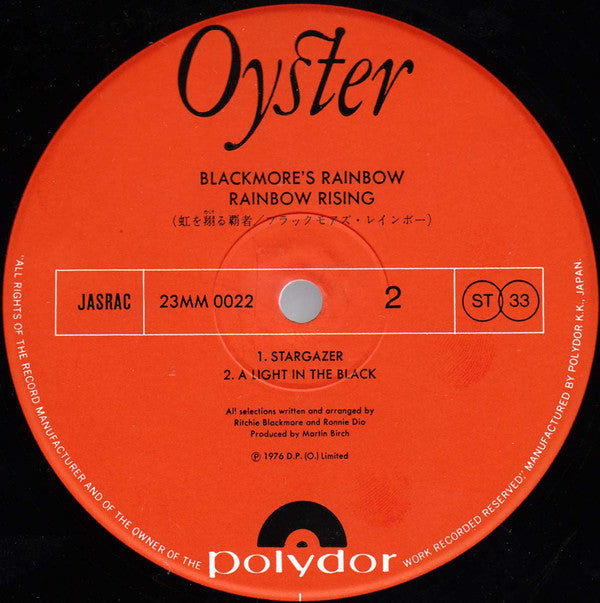 Oyster
BLACKMORE'S RAINBOW
RAINBOW RISING
(虹を翔る覇者/ブラックモアズ・レインボー)
JASRAC
23MM 0022
2
ST
33
1. STARGAZER
2. A LIGHT IN THE BLACK
All selections written and arranged by
Ritchie Blackmore and Ronnie Dio
Produced by Martin Birch
℗ 1976 D.P. (O.) Limited
"ALL RIGHTS OF THE RECORD MANUFACTURER AND OF THE OWNER OF THE
WORK RECORDED RESERVED." MANUFACTURED BY POLYDOR K.K., JAPAN.
polydor